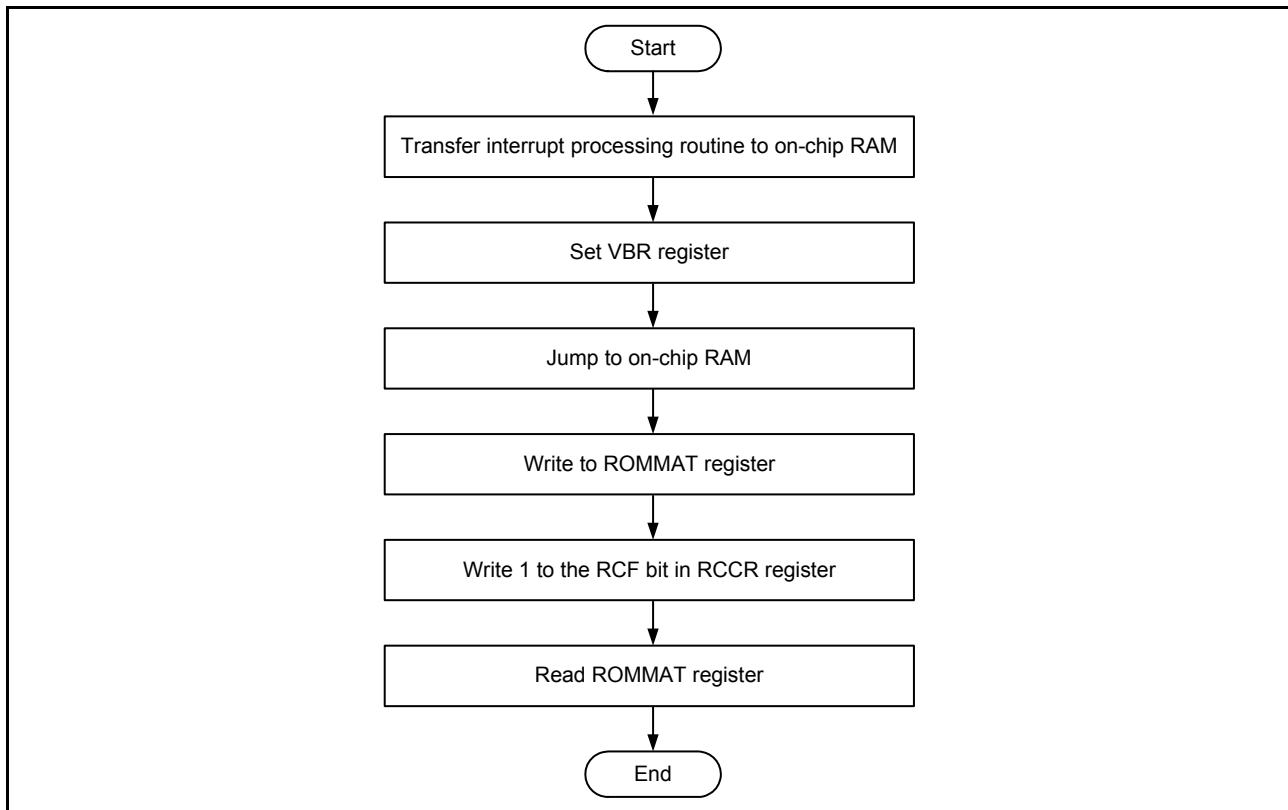 Start
Transfer interrupt processing routine to on-chip RAM
Set VBR register
Jump to on-chip RAM
Write to ROMMAT register
Write 1 to the RCF bit in RCCR register
Read ROMMAT register
End